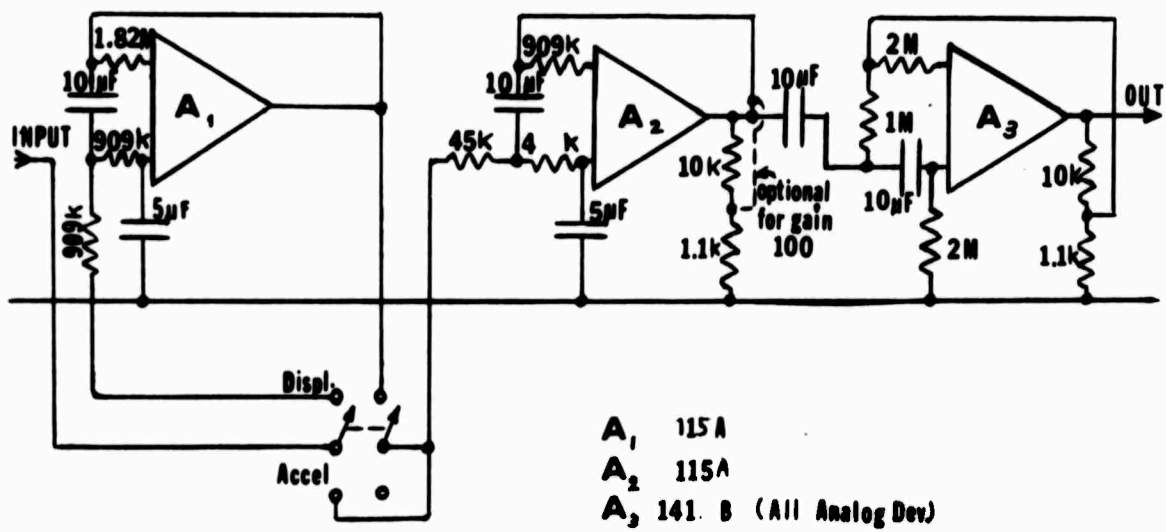 1.82M
10µF
A₁
INPUT
909k
5µF
909k
909k
10µF
A₂
45k
4 k
5µF
10k
optional
for gain
100
1.1k
10µF
2M
1M
A₃
OUT
10µF
10k
2M
1.1k
Displ.
Accel
A₁ 115A
A₂ 115A
A₃ 141. B (All Analog Dev.)